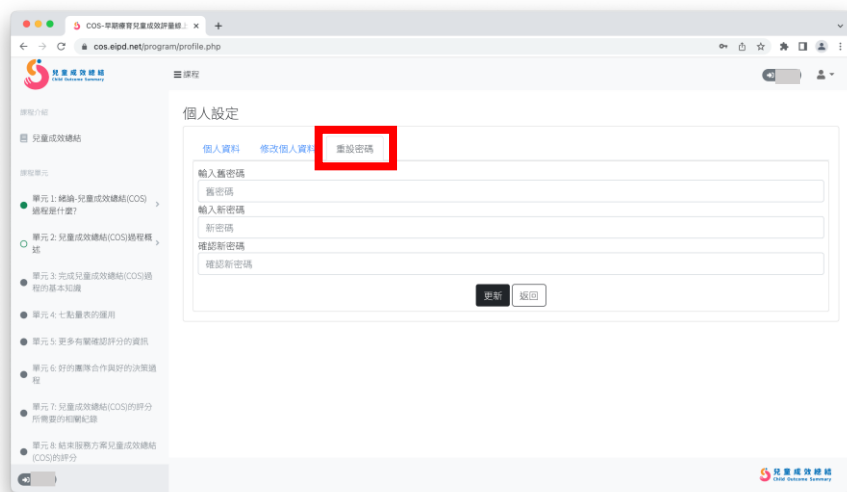 COS-早期療育兒童成效評量綜
cos.eipd.net/program/profile.php
兒童成效總結
Child Outcome Summary
課程
課程介紹
兒童成效總結
課程單元
單元 1: 緒論-兒童成效總結(COS)
過程是什麼?
單元 2: 兒童成效總結(COS)過程概
述
單元 3: 完成兒童成效總結(COS)過
程的基本知識
單元 4: 七點量表的運用
單元 5: 更多有關確認評分的資訊
單元 6: 好的團隊合作與好的決策過
程
單元 7: 兒童成效總結(COS)的評分
所需要的相關紀錄
單元 8: 結束服務方案兒童成效總結
(COS)的評分
個人設定
個人資料 修改個人資料 重設密碼
輸入舊密碼
舊密碼
輸入新密碼
新密碼
確認新密碼
確認新密碼
更新 返回
兒童成效總結
Child Outcome Summary